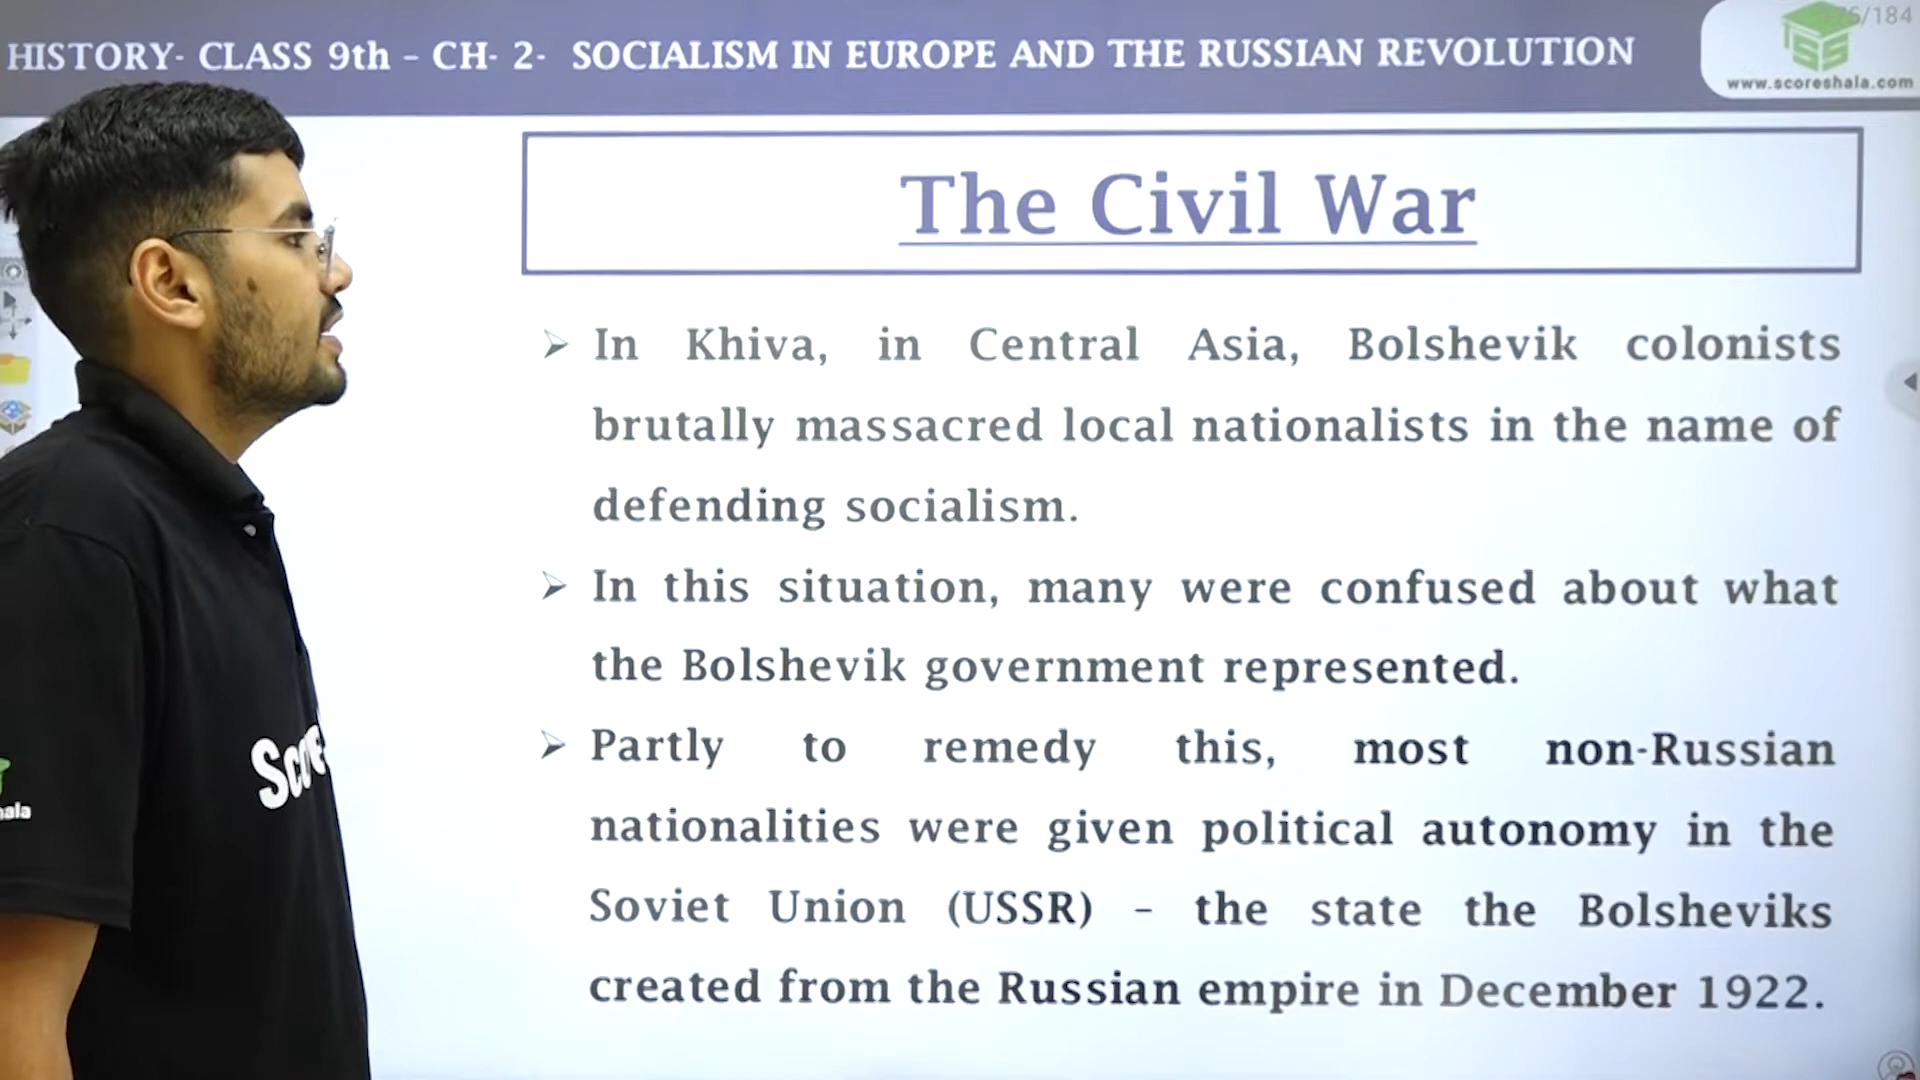 HISTORY- CLASS 9th - CH- 2- SOCIALISM IN EUROPE AND THE RUSSIAN REVOLUTION
/184
www.scoreshala.com
The Civil War
In Khiva, in Central Asia, Bolshevik colonists
brutally massacred local nationalists in the name of
defending socialism.
In this situation, many were confused about what
the Bolshevik government represented.
Partly to remedy this, most non-Russian
nationalities were given political autonomy in the
Soviet Union (USSR) – the state the Bolsheviks
created from the Russian empire in December 1922.